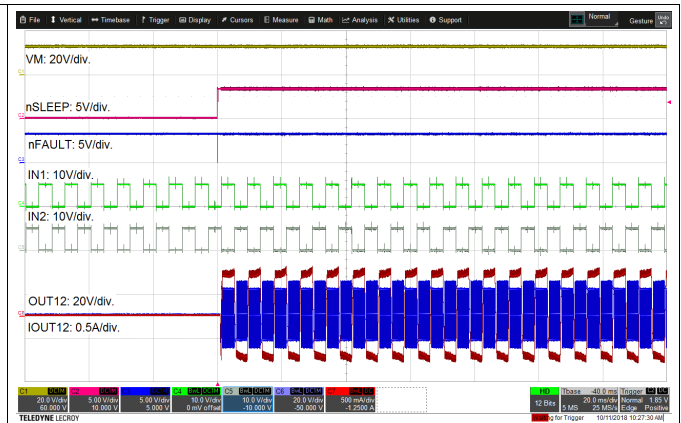 File Vertical Timebase Trigger Display Cursors Measure Math Analysis Utilities Support Normal Gesture Undo
VM: 20V/div.
nSLEEP: 5V/div.
nFAULT: 5V/div.
IN1: 10V/div.
IN2: 10V/div.
OUT12: 20V/div.
IOUT12: 0.5A/div.
C1 DC1M C2 DC1M DC1M C4 BwL DC1M C5 BwL DC1M C6 BwL DC1M HD Tbase -40.0 ms Trigger C2 DC
20.0 V/div 5.00 V/div 5.00 V/div 10.0 V/div 10.0 V/div 20.0 V/div 500 mA/div 12 Bits 20.0 ms/div Normal 1.85 V
60.000 V 10.000 V 5.000 V 0 mV offset -10.000 V -50.000 V -1.2500 A 5 MS 25 MS/s Edge Positive
TELEDYNE LECROY Waiting for Trigger 10/11/2018 10:27:30 AM